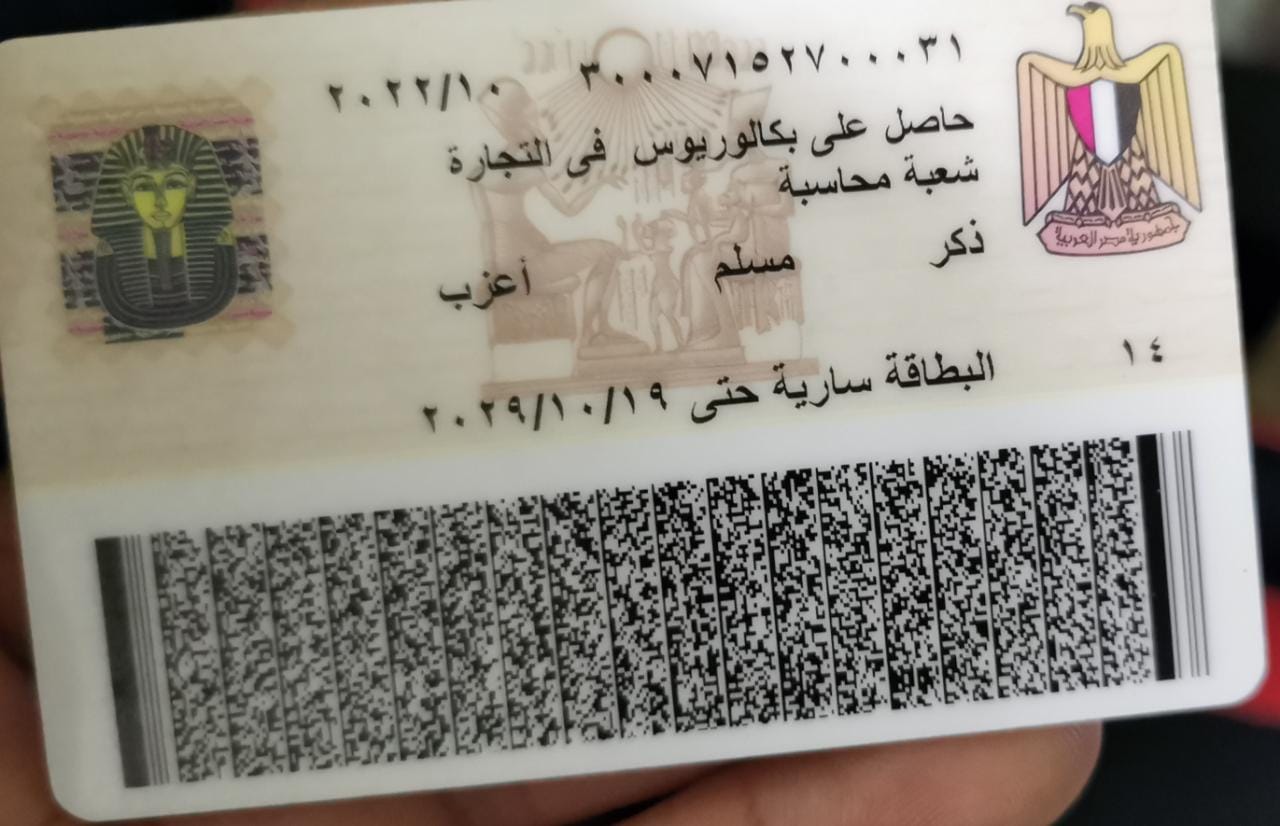 ٣٠٠٠٧١٥٢٧٠٠٠٣١ ٢٠٢٢/١٠
حاصل على بكالوريوس فى التجارة
شعبة محاسبة
ذكر مسلم أعزب
١٤
البطاقة سارية حتى ٢٠٢٩/١٠/١٩
جمهورية مصر العربية